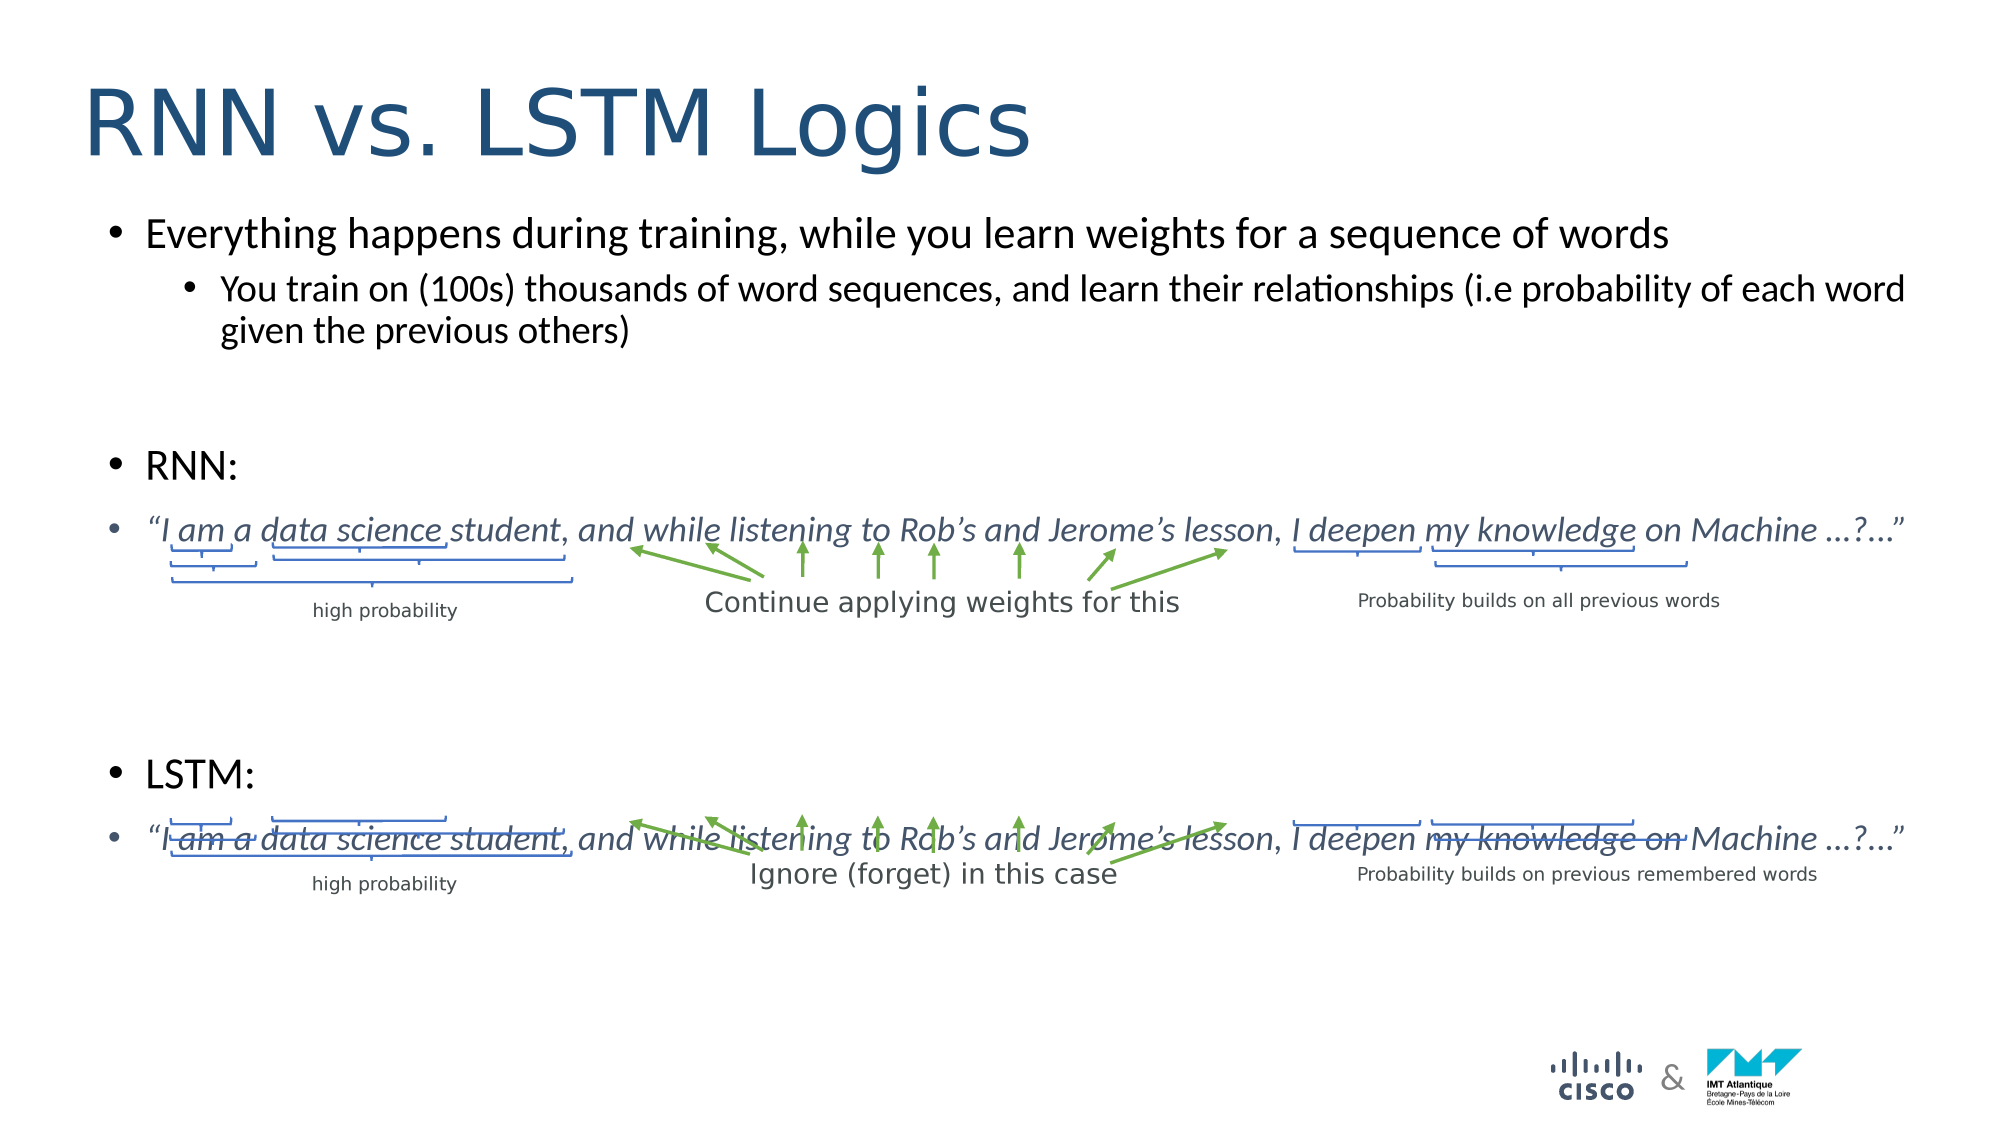 RNN vs. LSTM Logics
• Everything happens during training, while you learn weights for a sequence of words
• You train on (100s) thousands of word sequences, and learn their relationships (i.e probability of each word
given the previous others)
• RNN:
• “I am a data science student, and while listening to Rob’s and Jerome’s lesson, I deepen my knowledge on Machine …?...”
high probability
Continue applying weights for this
Probability builds on all previous words
• LSTM:
• “I am a data science student, and while listening to Rob’s and Jerome’s lesson, I deepen my knowledge on Machine …?...”
high probability
Ignore (forget) in this case
Probability builds on previous remembered words
CISCO
&
IMT Atlantique
Bretagne-Pays de la Loire
École Mines-Télécom